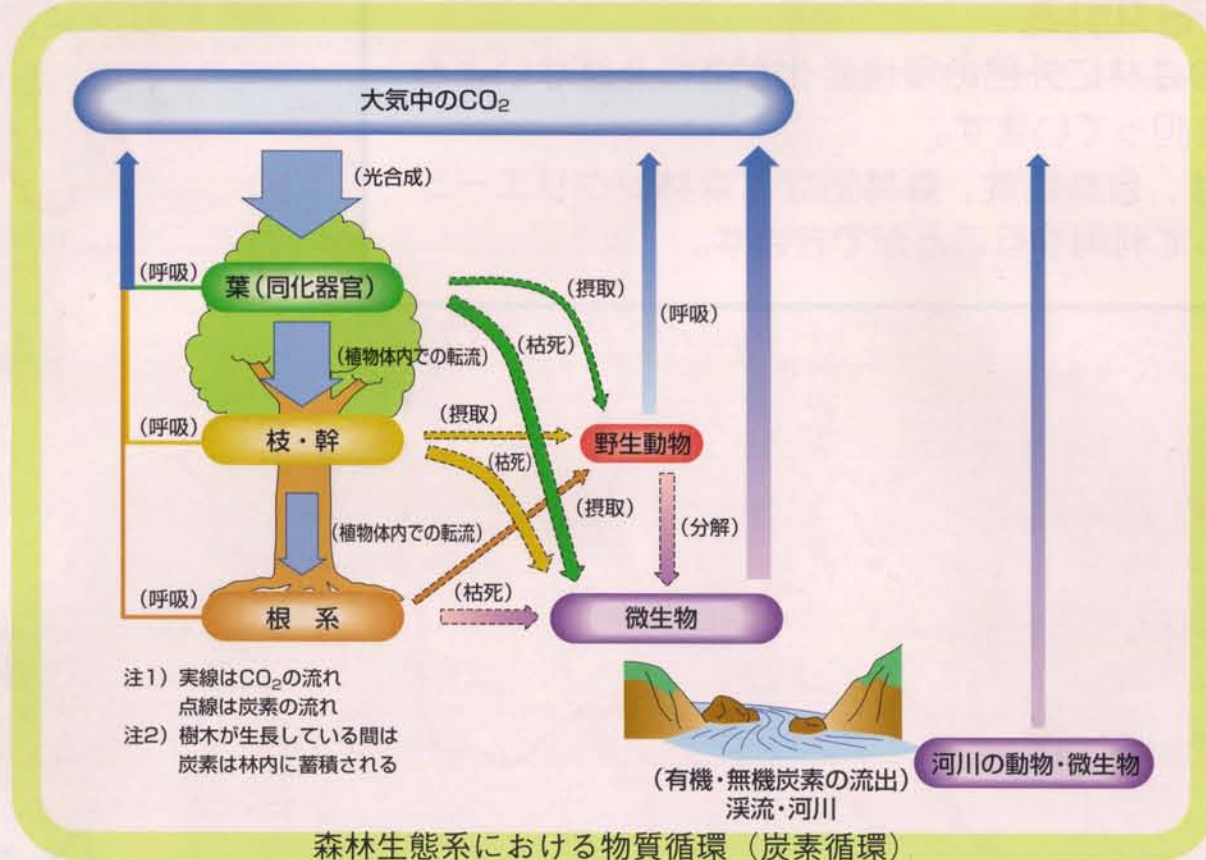 大気中のCO₂
(光合成)
(呼吸)
葉(同化器官)
(摂取)
(呼吸)
(枯死)
(植物体内での転流)
(呼吸)
枝・幹
(摂取)
野生動物
(枯死)
(摂取)
(分解)
(植物体内での転流)
(呼吸)
根 系
(枯死)
微生物
注1) 実線はCO₂の流れ
点線は炭素の流れ
注2) 樹木が生長している間は
炭素は林内に蓄積される
(有機・無機炭素の流出)
渓流・河川
河川の動物・微生物
森林生態系における物質循環(炭素循環)